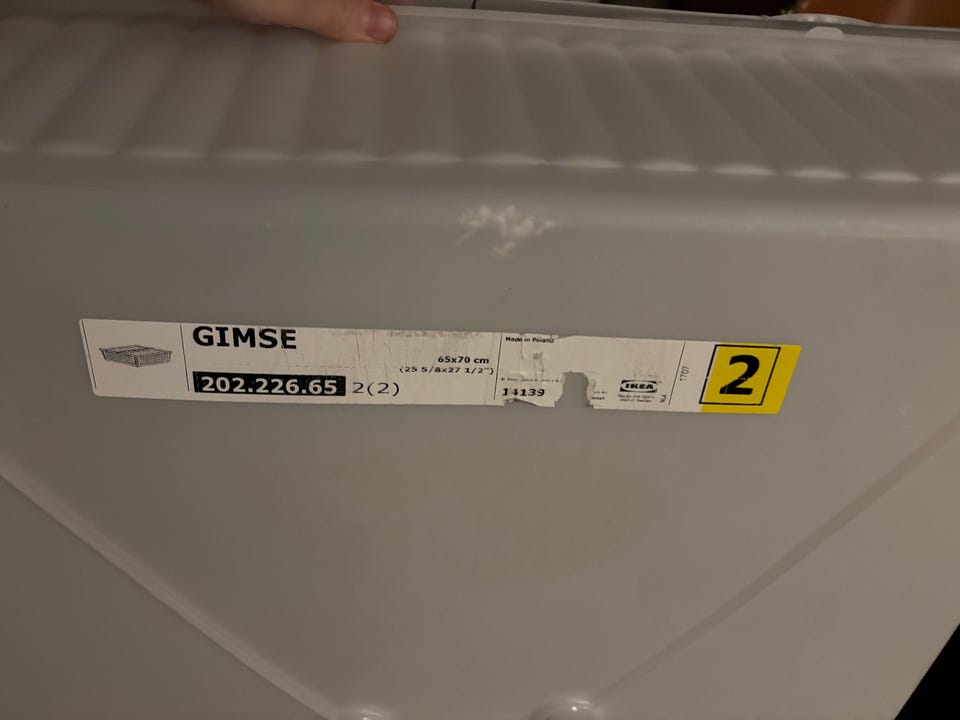 GIMSE
65x70 cm
(25 5/8x27 1/2")
202.226.65 2(2)
Made in Poland
14139
IKEA
1707
2